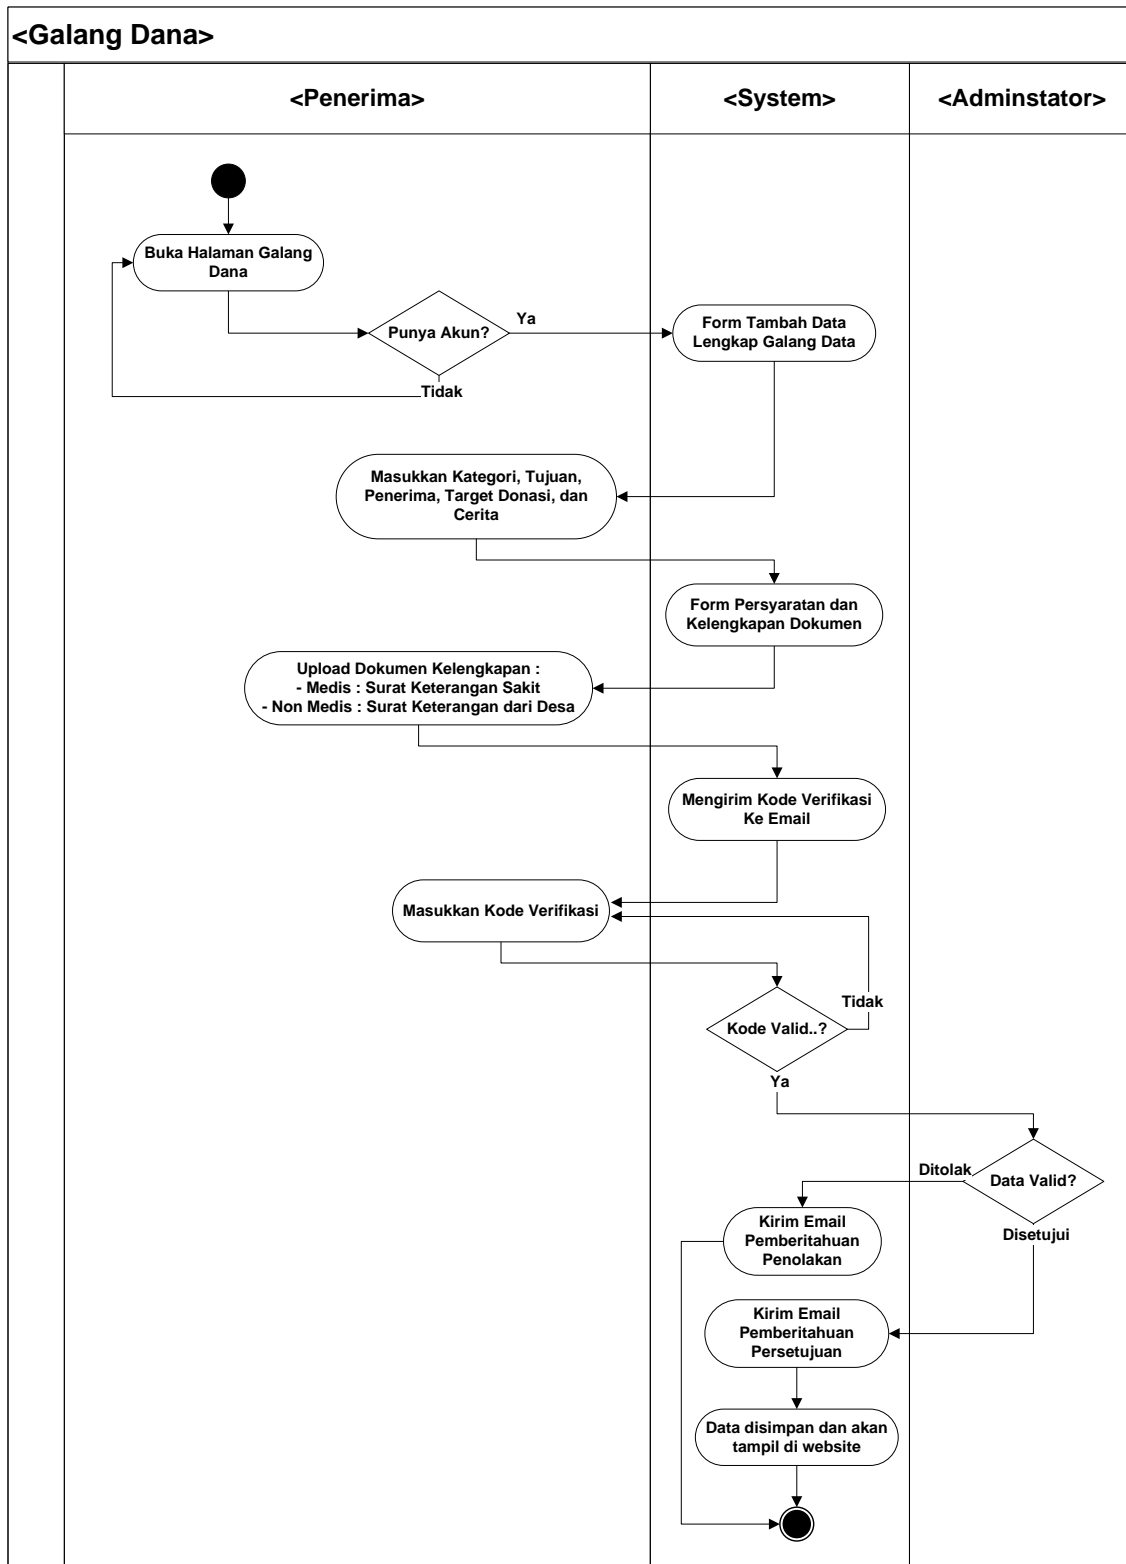 <Galang Dana>
<Penerima>
<System>
<Adminstator>
Buka Halaman Galang
Dana
Punya Akun?
Ya
Tidak
Form Tambah Data
Lengkap Galang Data
Masukkan Kategori, Tujuan,
Penerima, Target Donasi, dan
Cerita
Form Persyaratan dan
Kelengkapan Dokumen
Upload Dokumen Kelengkapan :
- Medis : Surat Keterangan Sakit
- Non Medis : Surat Keterangan dari Desa
Mengirim Kode Verifikasi
Ke Email
Masukkan Kode Verifikasi
Kode Valid..?
Tidak
Ya
Data Valid?
Ditolak
Disetujui
Kirim Email
Pemberitahuan
Penolakan
Kirim Email
Pemberitahuan
Persetujuan
Data disimpan dan akan
tampil di website